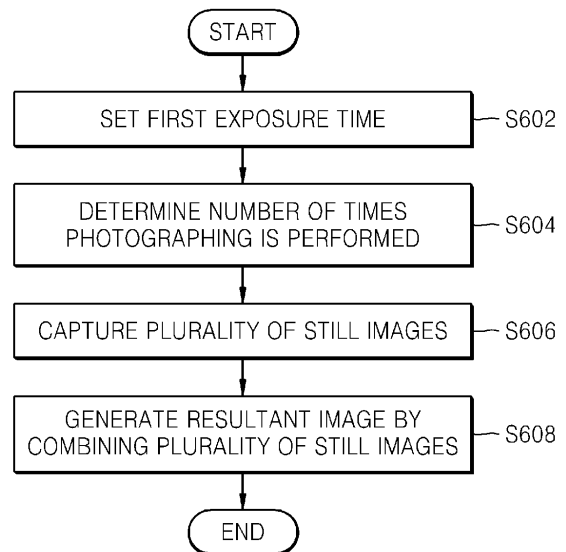 START
SET FIRST EXPOSURE TIME
S602
DETERMINE NUMBER OF TIMES
PHOTOGRAPHING IS PERFORMED
S604
CAPTURE PLURALITY OF STILL IMAGES
S606
GENERATE RESULTANT IMAGE BY
COMBINING PLURALITY OF STILL IMAGES
S608
END